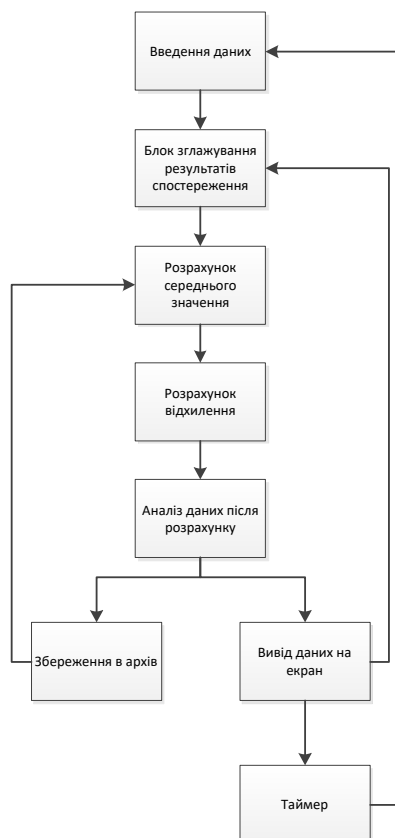 Введення даних
Блок зглажування
результатів
спостереження
Розрахунок
середнього
значення
Розрахунок
відхилення
Аналіз даних після
розрахунку
Збереження в архів
Вивід даних на
екран
Таймер